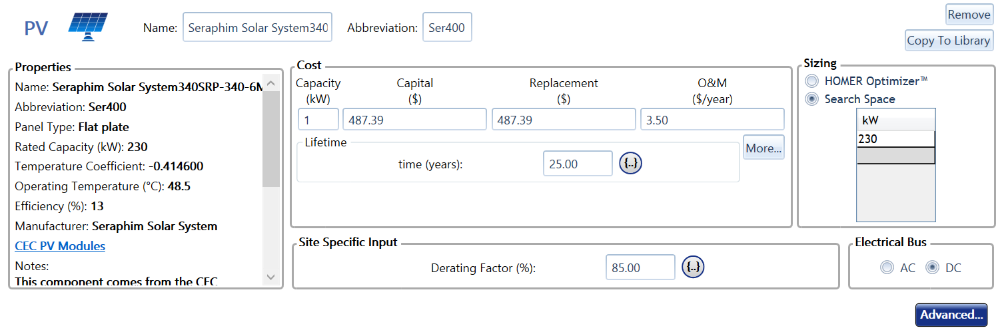 PV
Name: Seraphim Solar System340
Abbreviation: Ser400
Remove
Copy To Library
Properties
Name: Seraphim Solar System340SRP-340-6M
Abbreviation: Ser400
Panel Type: Flat plate
Rated Capacity (kW): 230
Temperature Coefficient: -0.414600
Operating Temperature (°C): 48.5
Efficiency (%): 13
Manufacturer: Seraphim Solar System
CEC PV Modules
Notes:
This component comes from the CEC
Cost
Capacity Capital Replacement O&M
(kW) ($) ($) ($/year)
1 487.39 487.39 3.50
Lifetime
time (years): 25.00 {..}
More...
Sizing
HOMER Optimizer™
Search Space
kW
230
Site Specific Input
Derating Factor (%): 85.00 {..}
Electrical Bus
AC DC
Advanced...